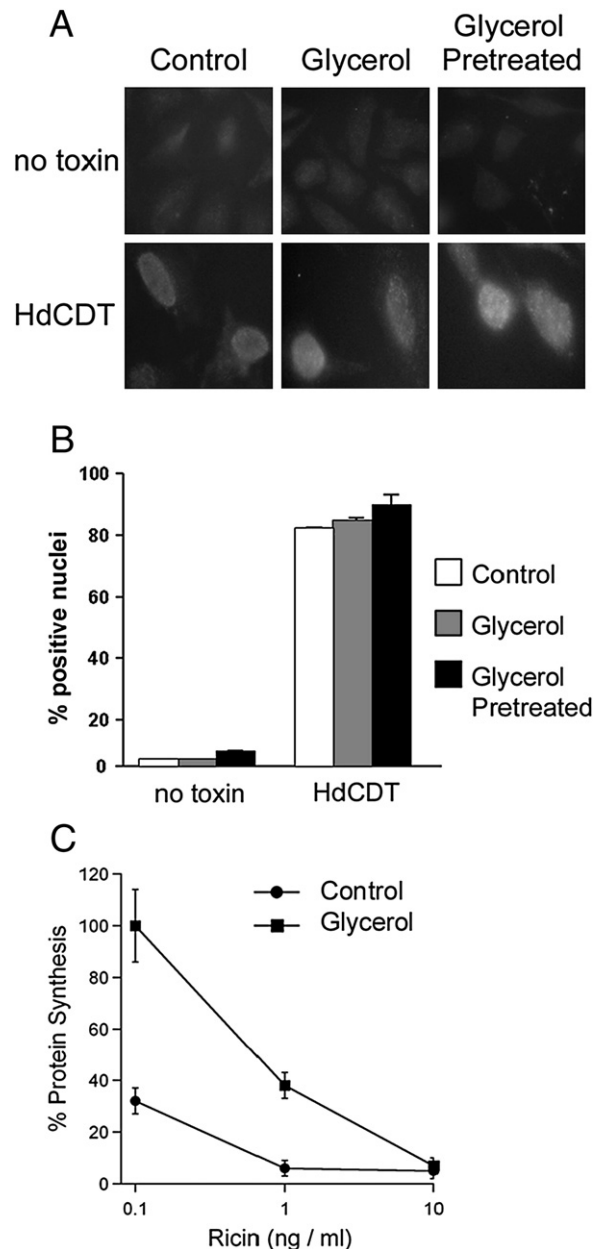 A
Control Glycerol Glycerol
Pretreated
no toxin
HdCDT
B
100
80
60
40
20
0
% positive nuclei
no toxin HdCDT
Control
Glycerol
Glycerol
Pretreated
C
120
100
80
60
40
20
0
% Protein Synthesis
Control
Glycerol
0.1 1 10
Ricin (ng / ml)